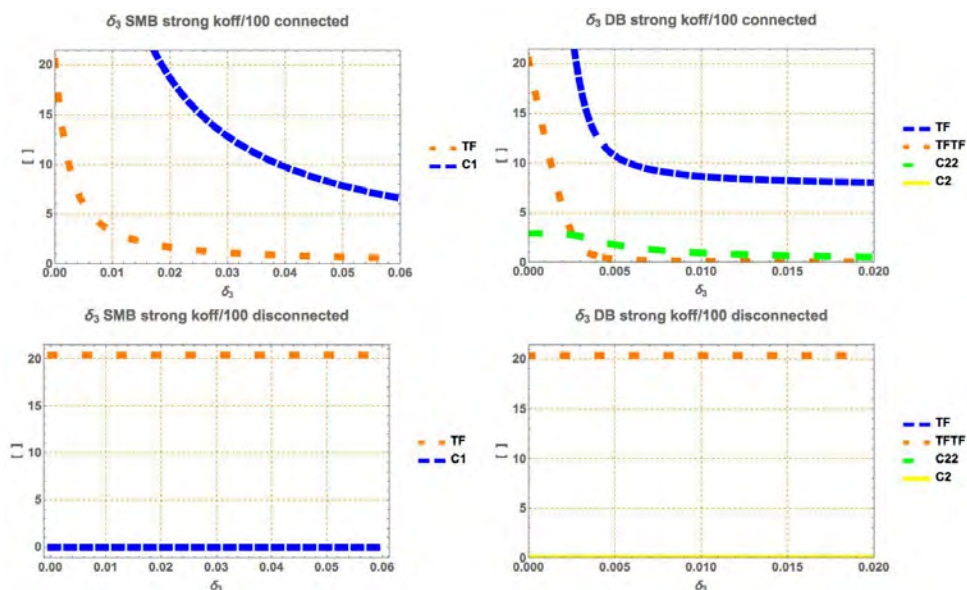 δ₃ SMB strong koff/100 connected
20
15
10
5
0
0.00 0.01 0.02 0.03 0.04 0.05 0.06
[ ]
δ₃
TF
C1
δ₃ DB strong koff/100 connected
20
15
10
5
0
0.000 0.005 0.010 0.015 0.020
[ ]
δ₃
TF
TFTF
C22
C2
δ₃ SMB strong koff/100 disconnected
20
15
10
5
0
0.00 0.01 0.02 0.03 0.04 0.05 0.06
[ ]
δ₃
TF
C1
δ₃ DB strong koff/100 disconnected
20
15
10
5
0
0.000 0.005 0.010 0.015 0.020
[ ]
δ₃
TF
TFTF
C22
C2